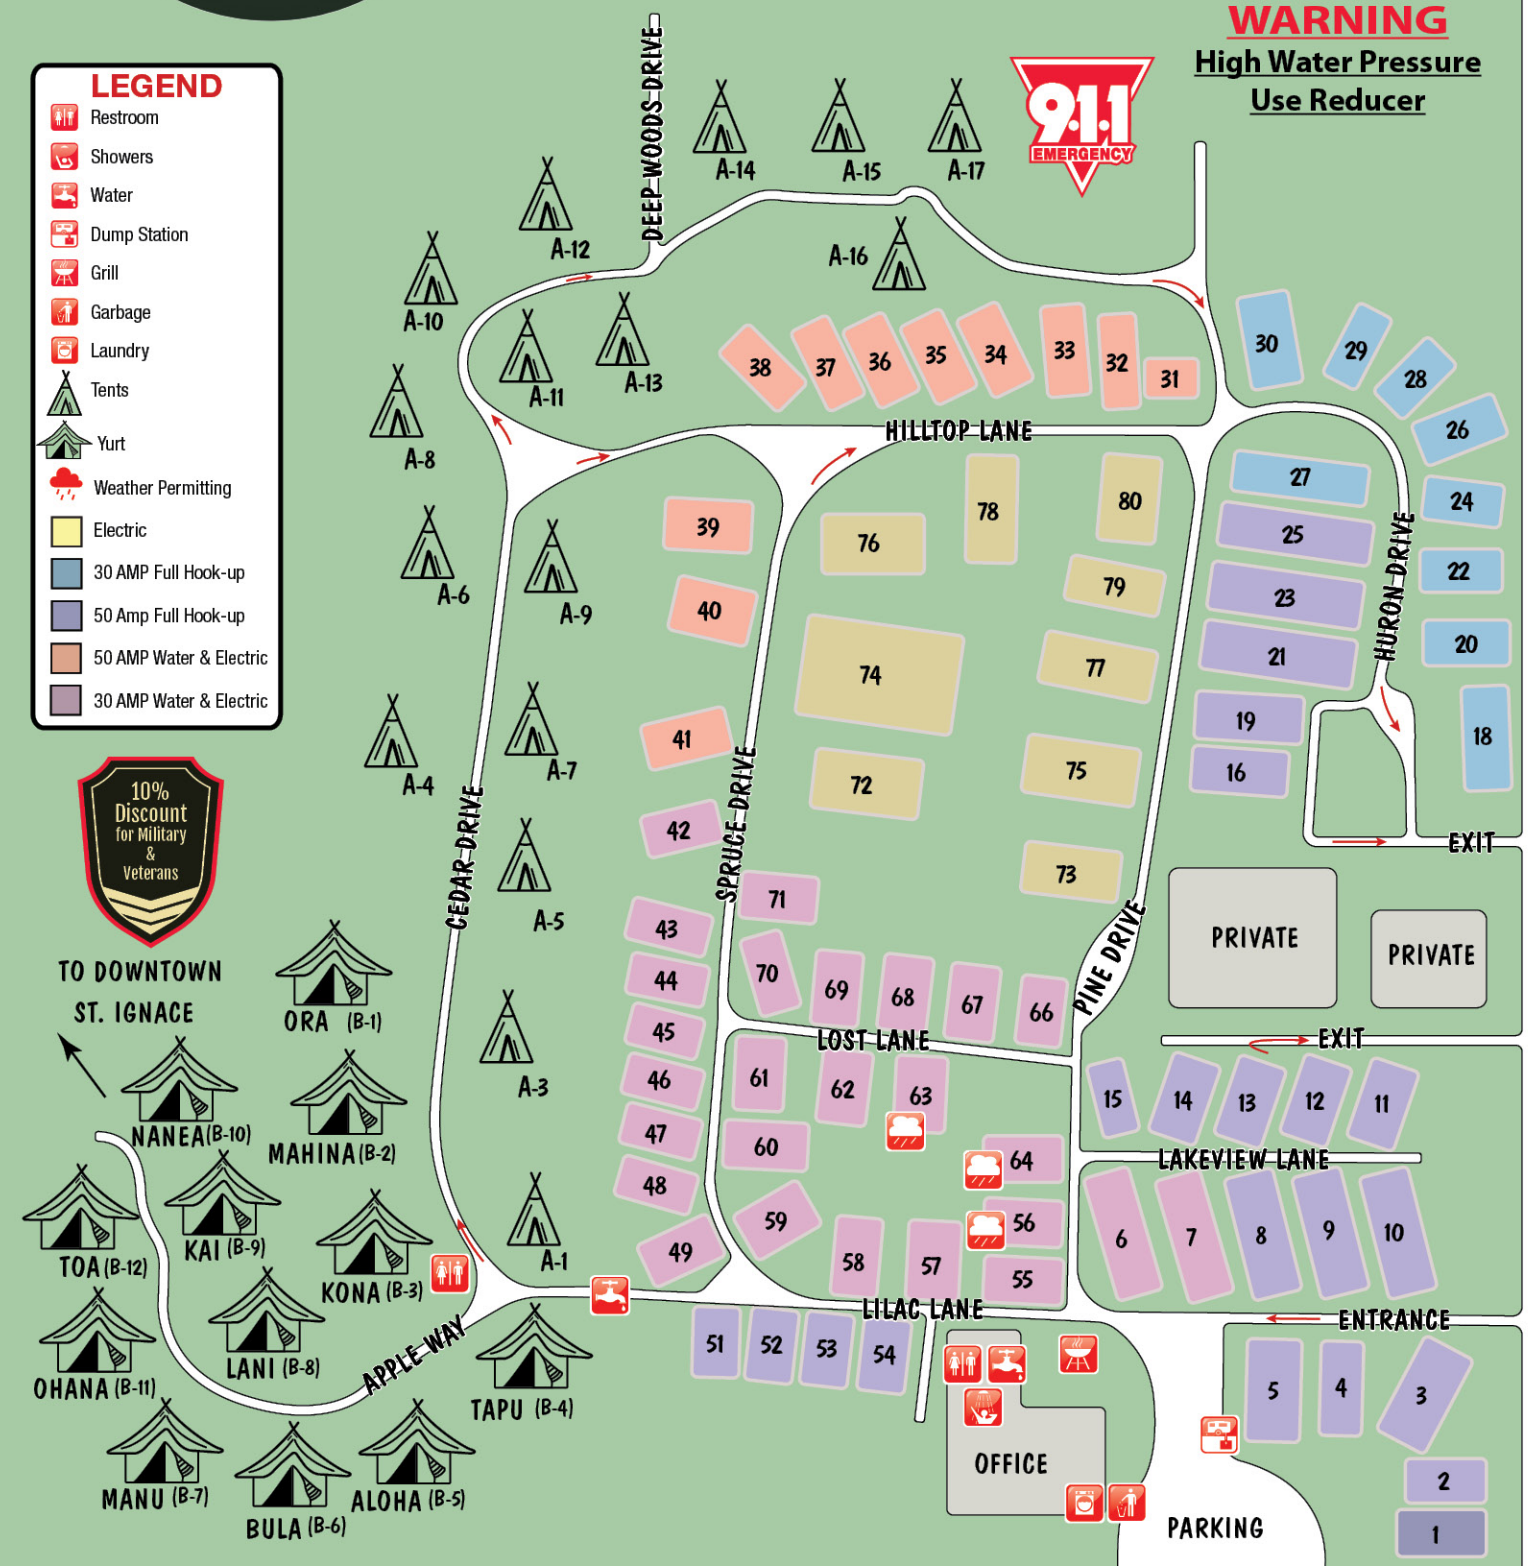 WARNING
High Water Pressure
Use Reducer
9·1·1
EMERGENCY
LEGEND
Restroom
Showers
Water
Dump Station
Grill
Garbage
Laundry
Tents
Yurt
Weather Permitting
Electric
30 AMP Full Hook-up
50 Amp Full Hook-up
50 AMP Water & Electric
30 AMP Water & Electric
10%
Discount
for Military
&
Veterans
TO DOWNTOWN
ST. IGNACE
DEEP WOODS DRIVE
A-14
A-15
A-17
A-12
A-16
A-10
A-11
A-13
A-8
A-6
A-9
A-4
A-7
A-5
A-3
A-1
38
37
36
35
34
33
32
31
30
29
28
26
HILLTOP LANE
27
25
24
23
22
21
20
19
18
16
HURON DRIVE
EXIT
39
40
41
42
43
44
45
46
47
48
49
76
78
80
79
74
77
72
75
73
CEDAR DRIVE
SPRUCE DRIVE
PINE DRIVE
PRIVATE
PRIVATE
71
70
69
68
67
66
LOST LANE
61
62
63
60
64
59
56
58
57
55
EXIT
15
14
13
12
11
LAKEVIEW LANE
6
7
8
9
10
ENTRANCE
LILAC LANE
51
52
53
54
5
4
3
2
1
OFFICE
PARKING
ORA (B-1)
NANEA (B-10)
MAHINA (B-2)
TOA (B-12)
KAI (B-9)
KONA (B-3)
OHANA (B-11)
LANI (B-8)
APPLE WAY
TAPU (B-4)
MANU (B-7)
BULA (B-6)
ALOHA (B-5)